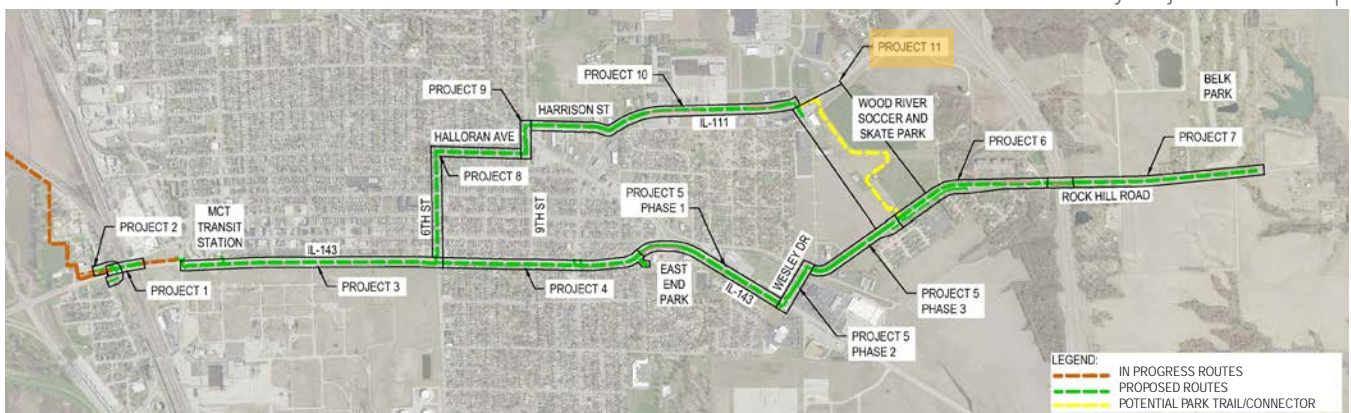 PROJECT 11
PROJECT 10
PROJECT 9
HARRISON ST
IL-111
WOOD RIVER
SOCCER AND
SKATE PARK
BELK
PARK
HALLORAN AVE
PROJECT 6
PROJECT 7
PROJECT 8
ROCK HILL ROAD
6TH ST
9TH ST
PROJECT 5
PHASE 1
MCT
TRANSIT
STATION
PROJECT 2
IL-143
PROJECT 1
PROJECT 3
PROJECT 4
EAST
END
PARK
IL-143
WESLEY DR
PROJECT 5
PHASE 3
PROJECT 5
PHASE 2
LEGEND:
IN PROGRESS ROUTES
PROPOSED ROUTES
POTENTIAL PARK TRAIL/CONNECTOR